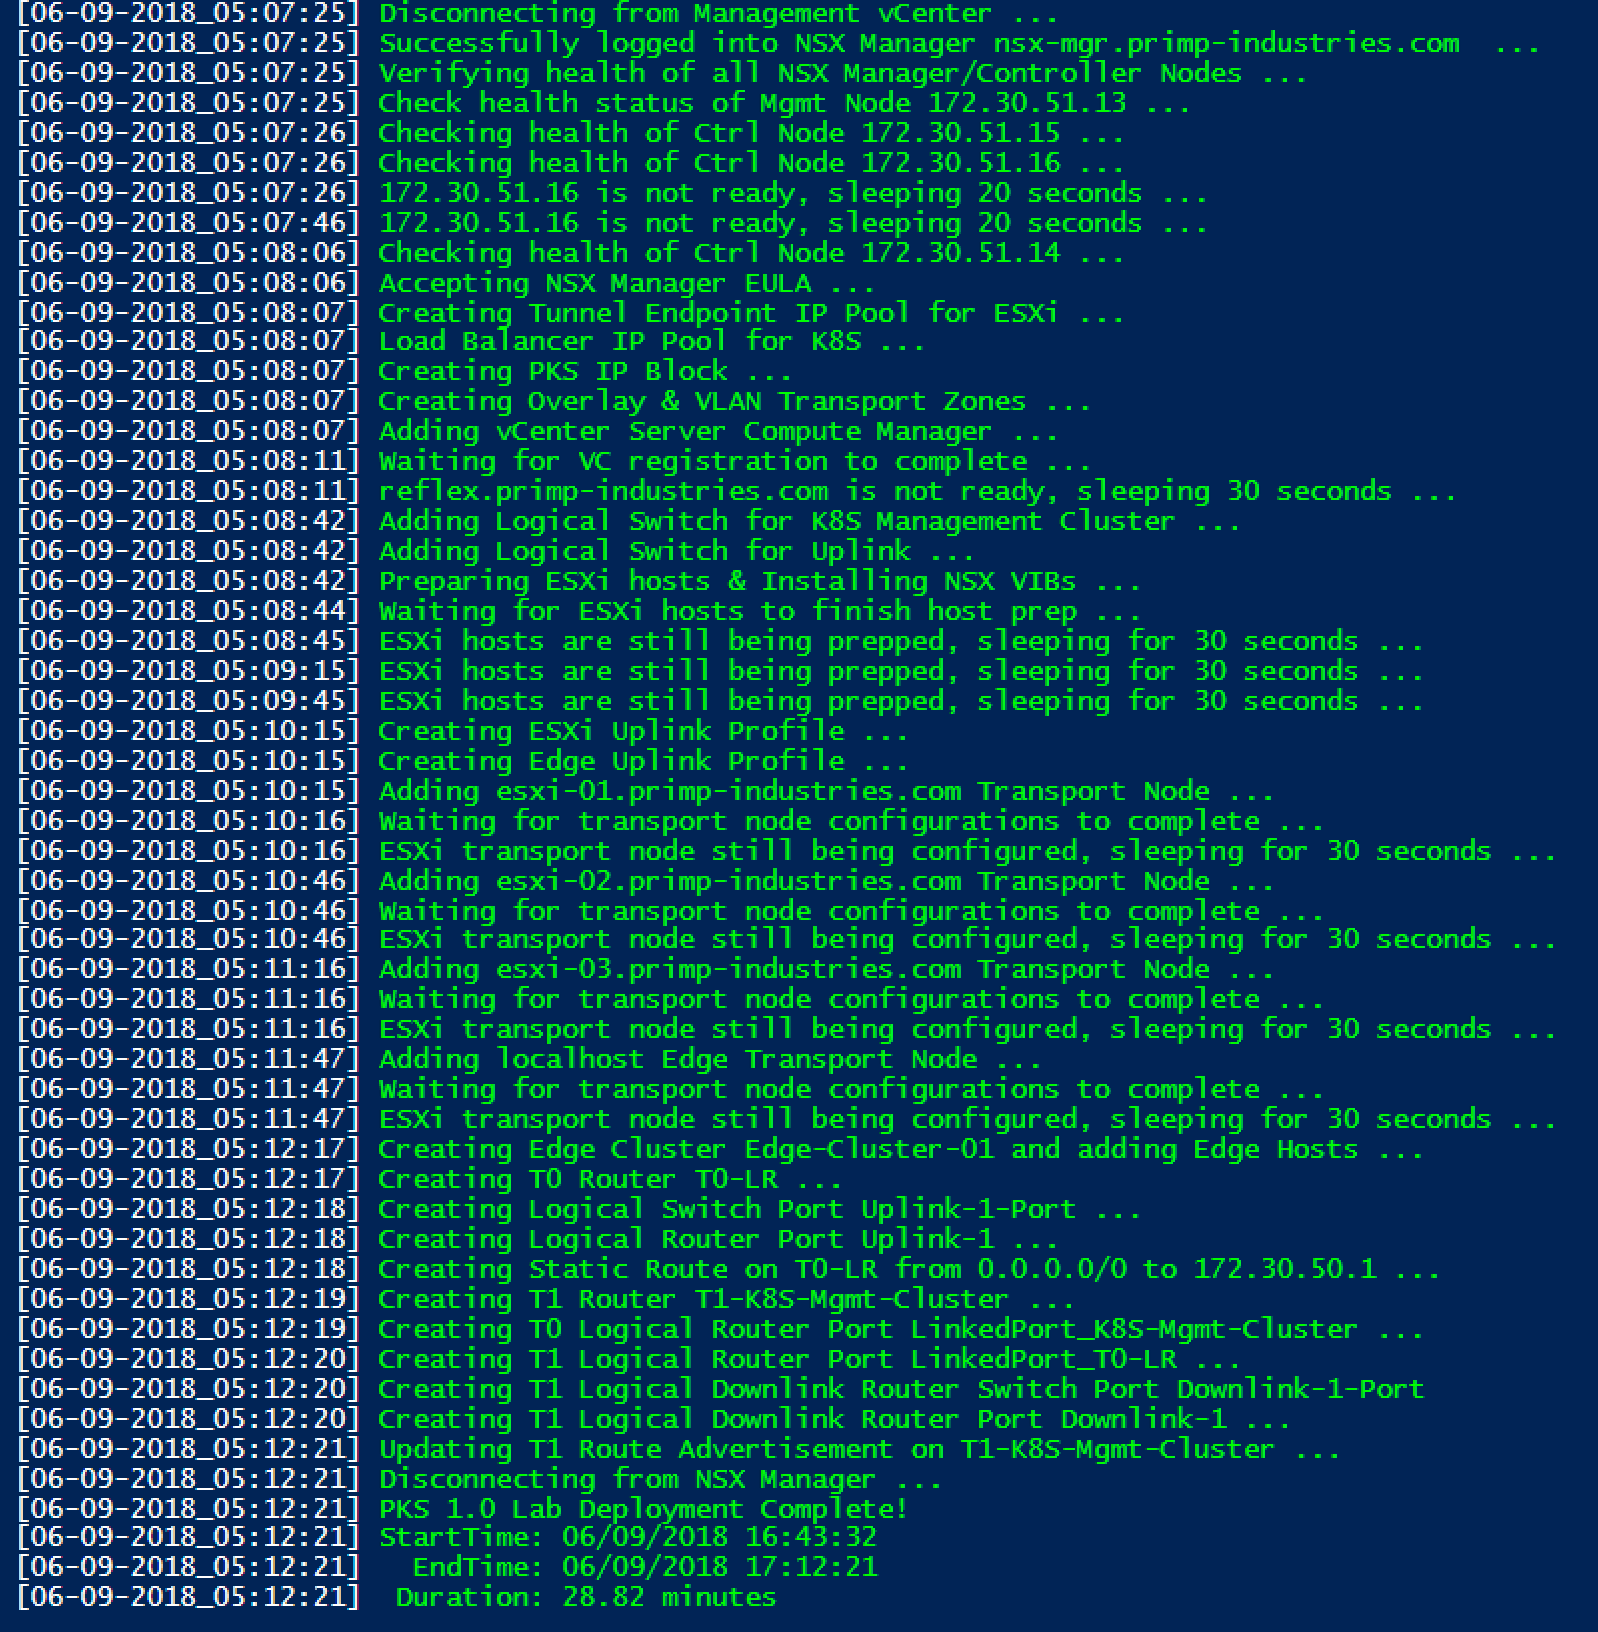 [06-09-2018_05:07:25] Disconnecting from Management vCenter ...
[06-09-2018_05:07:25] Successfully logged into NSX Manager nsx-mgr.primp-industries.com  ...
[06-09-2018_05:07:25] Verifying health of all NSX Manager/Controller Nodes ...
[06-09-2018_05:07:25] Check health status of Mgmt Node 172.30.51.13 ...
[06-09-2018_05:07:26] Checking health of Ctrl Node 172.30.51.15 ...
[06-09-2018_05:07:26] Checking health of Ctrl Node 172.30.51.16 ...
[06-09-2018_05:07:26] 172.30.51.16 is not ready, sleeping 20 seconds ...
[06-09-2018_05:07:46] 172.30.51.16 is not ready, sleeping 20 seconds ...
[06-09-2018_05:08:06] Checking health of Ctrl Node 172.30.51.14 ...
[06-09-2018_05:08:06] Accepting NSX Manager EULA ...
[06-09-2018_05:08:07] Creating Tunnel Endpoint IP Pool for ESXi ...
[06-09-2018_05:08:07] Load Balancer IP Pool for K8S ...
[06-09-2018_05:08:07] Creating PKS IP Block ...
[06-09-2018_05:08:07] Creating Overlay & VLAN Transport Zones ...
[06-09-2018_05:08:07] Adding vCenter Server Compute Manager ...
[06-09-2018_05:08:11] Waiting for VC registration to complete ...
[06-09-2018_05:08:11] reflex.primp-industries.com is not ready, sleeping 30 seconds ...
[06-09-2018_05:08:42] Adding Logical Switch for K8S Management Cluster ...
[06-09-2018_05:08:42] Adding Logical Switch for Uplink ...
[06-09-2018_05:08:42] Preparing ESXi hosts & Installing NSX VIBs ...
[06-09-2018_05:08:44] Waiting for ESXi hosts to finish host prep ...
[06-09-2018_05:08:45] ESXi hosts are still being prepped, sleeping for 30 seconds ...
[06-09-2018_05:09:15] ESXi hosts are still being prepped, sleeping for 30 seconds ...
[06-09-2018_05:09:45] ESXi hosts are still being prepped, sleeping for 30 seconds ...
[06-09-2018_05:10:15] Creating ESXi Uplink Profile ...
[06-09-2018_05:10:15] Creating Edge Uplink Profile ...
[06-09-2018_05:10:15] Adding esxi-01.primp-industries.com Transport Node ...
[06-09-2018_05:10:16] Waiting for transport node configurations to complete ...
[06-09-2018_05:10:16] ESXi transport node still being configured, sleeping for 30 seconds ...
[06-09-2018_05:10:46] Adding esxi-02.primp-industries.com Transport Node ...
[06-09-2018_05:10:46] Waiting for transport node configurations to complete ...
[06-09-2018_05:10:46] ESXi transport node still being configured, sleeping for 30 seconds ...
[06-09-2018_05:11:16] Adding esxi-03.primp-industries.com Transport Node ...
[06-09-2018_05:11:16] Waiting for transport node configurations to complete ...
[06-09-2018_05:11:16] ESXi transport node still being configured, sleeping for 30 seconds ...
[06-09-2018_05:11:47] Adding localhost Edge Transport Node ...
[06-09-2018_05:11:47] Waiting for transport node configurations to complete ...
[06-09-2018_05:11:47] ESXi transport node still being configured, sleeping for 30 seconds ...
[06-09-2018_05:12:17] Creating Edge Cluster Edge-Cluster-01 and adding Edge Hosts ...
[06-09-2018_05:12:17] Creating T0 Router T0-LR ...
[06-09-2018_05:12:18] Creating Logical Switch Port Uplink-1-Port ...
[06-09-2018_05:12:18] Creating Logical Router Port Uplink-1 ...
[06-09-2018_05:12:18] Creating Static Route on T0-LR from 0.0.0.0/0 to 172.30.50.1 ...
[06-09-2018_05:12:19] Creating T1 Router T1-K8S-Mgmt-Cluster ...
[06-09-2018_05:12:19] Creating T0 Logical Router Port LinkedPort_K8S-Mgmt-Cluster ...
[06-09-2018_05:12:20] Creating T1 Logical Router Port LinkedPort_T0-LR ...
[06-09-2018_05:12:20] Creating T1 Logical Downlink Router Switch Port Downlink-1-Port
[06-09-2018_05:12:20] Creating T1 Logical Downlink Router Port Downlink-1 ...
[06-09-2018_05:12:21] Updating T1 Route Advertisement on T1-K8S-Mgmt-Cluster ...
[06-09-2018_05:12:21] Disconnecting from NSX Manager ...
[06-09-2018_05:12:21] PKS 1.0 Lab Deployment Complete!
[06-09-2018_05:12:21] StartTime: 06/09/2018 16:43:32
[06-09-2018_05:12:21]   EndTime: 06/09/2018 17:12:21
[06-09-2018_05:12:21]  Duration: 28.82 minutes